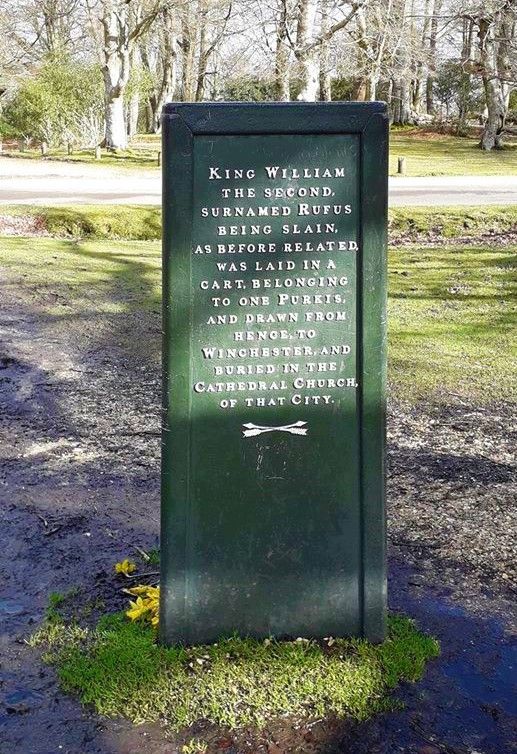 King William
the Second,
surnamed Rufus
being slain,
as before related,
was laid in a
cart, belonging
to one Purkis,
and drawn from
hence, to
Winchester, and
buried in the
Cathedral Church,
of that City.